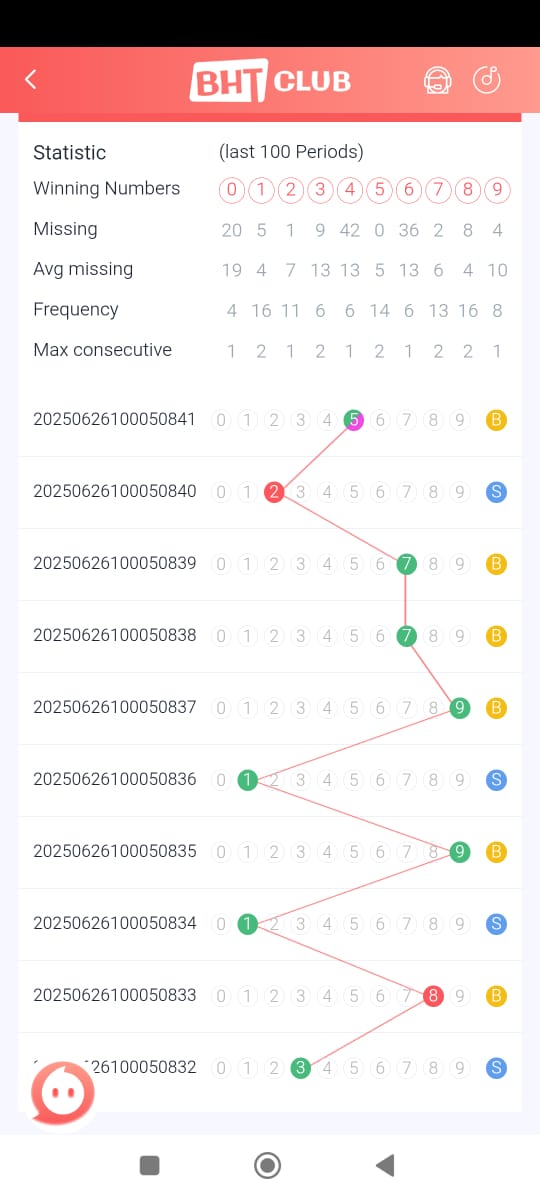 BHT CLUB
Statistic (last 100 Periods)
Winning Numbers 0 1 2 3 4 5 6 7 8 9
Missing 20 5 1 9 42 0 36 2 8 4
Avg missing 19 4 7 13 13 5 13 6 4 10
Frequency 4 16 11 6 6 14 6 13 16 8
Max consecutive 1 2 1 2 1 2 1 2 2 1
20250626100050841 0 1 2 3 4 5 6 7 8 9 B
20250626100050840 0 1 2 3 4 5 6 7 8 9 S
20250626100050839 0 1 2 3 4 5 6 7 8 9 B
20250626100050838 0 1 2 3 4 5 6 7 8 9 B
20250626100050837 0 1 2 3 4 5 6 7 8 9 B
20250626100050836 0 1 2 3 4 5 6 7 8 9 S
20250626100050835 0 1 2 3 4 5 6 7 8 9 B
20250626100050834 0 1 2 3 4 5 6 7 8 9 S
20250626100050833 0 1 2 3 4 5 6 7 8 9 B
26100050832 0 1 2 3 4 5 6 7 8 9 S